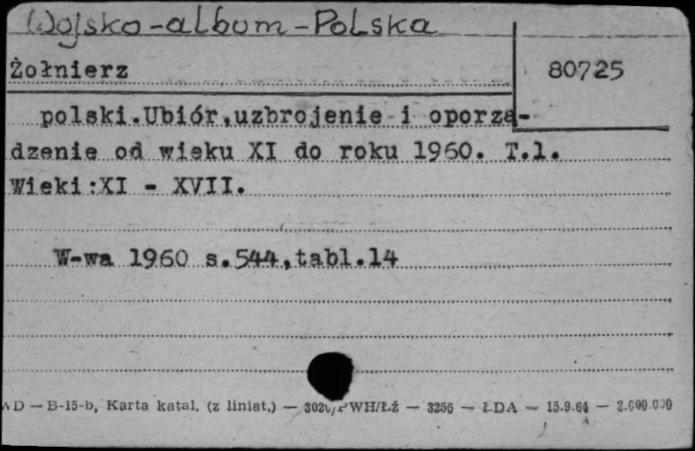 Wojsko-album-Polska
Żołnierz
80725
polski.Ubiór,uzbrojenie i oporzą-
dzenie od wieku XI do roku 1960. T.1.
Wieki:XI - XVII.
W-wa 1960 s.544,tabl.14
B-15-b, Karta katal. (z liniat.) — WH/Łż — 3256 — ŁDA — 15.9.64 — 2.000.000